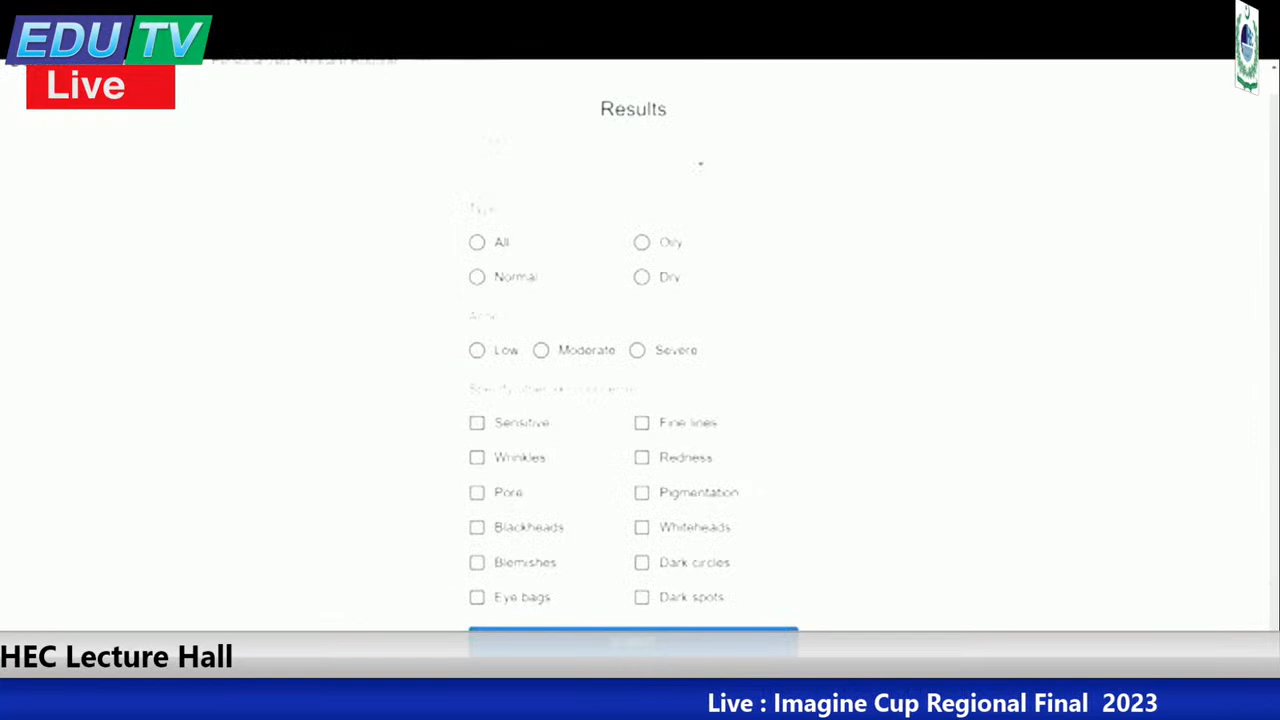 EDU TV
Live
Results
Type
All
Oily
Normal
Dry
Low
Moderate
Severe
Sensitive
Fine lines
Wrinkles
Redness
Pore
Pigmentation
Blackheads
Whiteheads
Blemishes
Dark circles
Eye bags
Dark spots
HEC Lecture Hall
Live : Imagine Cup Regional Final 2023